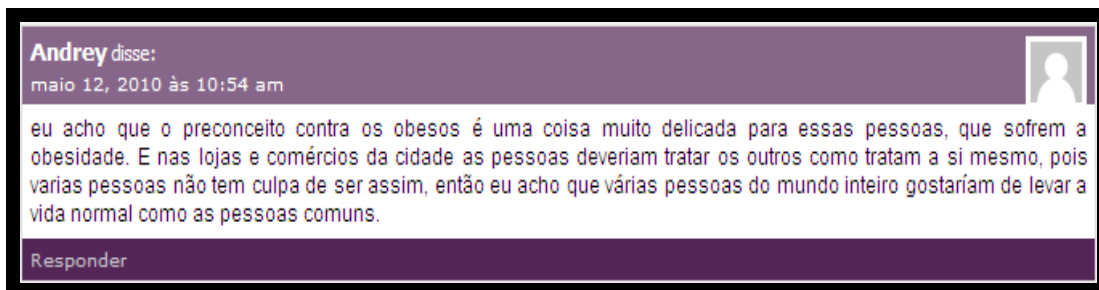 Andrey disse:
maio 12, 2010 às 10:54 am
eu acho que o preconceito contra os obesos é uma coisa muito delicada para essas pessoas, que sofrem a
obesidade. E nas lojas e comércios da cidade as pessoas deveriam tratar os outros como tratam a si mesmo, pois
varias pessoas não tem culpa de ser assim, então eu acho que várias pessoas do mundo inteiro gostaríam de levar a
vida normal como as pessoas comuns.
Responder